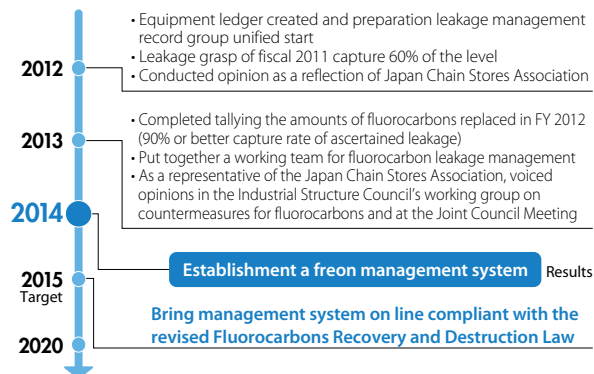 • Equipment ledger created and preparation leakage management
record group unified start
• Leakage grasp of fiscal 2011 capture 60% of the level
2012
• Conducted opinion as a reflection of Japan Chain Stores Association
• Completed tallying the amounts of fluorocarbons replaced in FY 2012
2013
(90% or better capture rate of ascertained leakage)
• Put together a working team for fluorocarbon leakage management
• As a representative of the Japan Chain Stores Association, voiced
opinions in the Industrial Structure Council’s working group on
2014
countermeasures for fluorocarbons and at the Joint Council Meeting
Establishment a freon management system Results
2015
Target
Bring management system on line compliant with the
revised Fluorocarbons Recovery and Destruction Law
2020